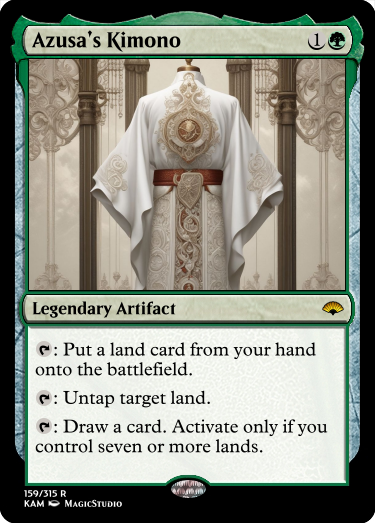 Azusa's Kimono 1
Legendary Artifact
: Put a land card from your hand
onto the battlefield.
: Untap target land.
: Draw a card. Activate only if you
control seven or more lands.
159/315 R
KAM MagicStudio